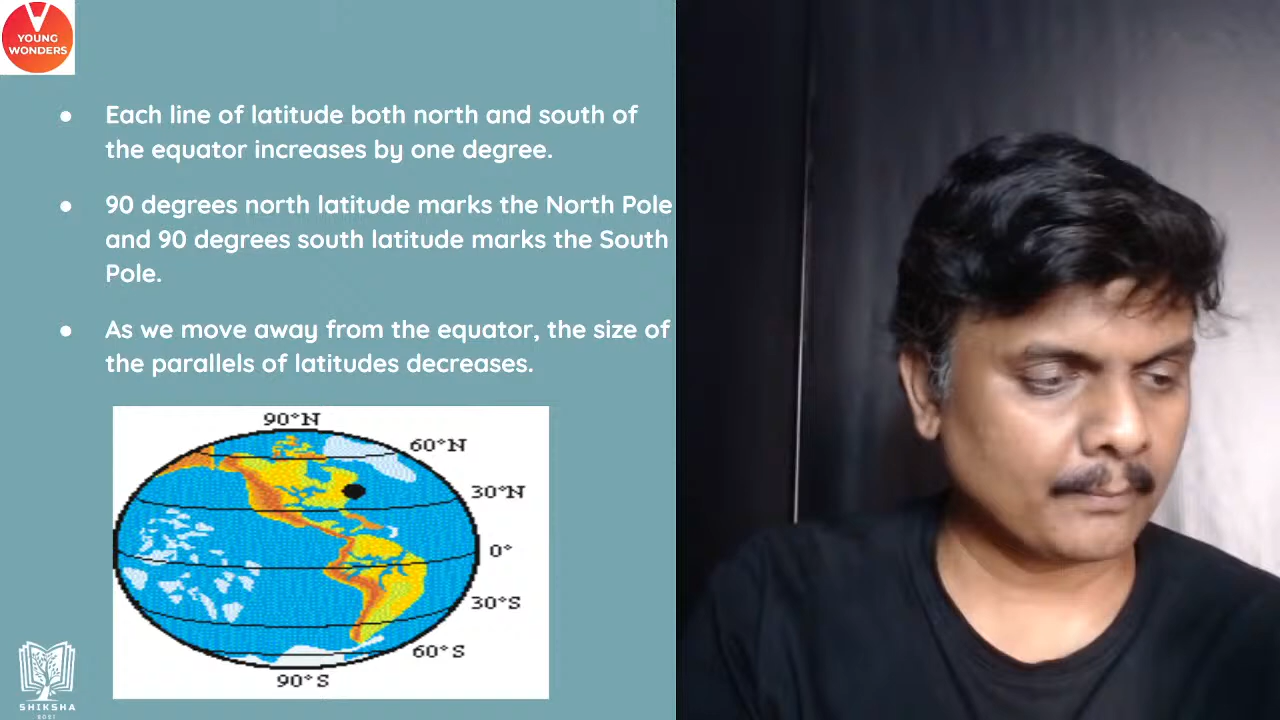 YOUNG
WONDERS
● Each line of latitude both north and south of
the equator increases by one degree.
● 90 degrees north latitude marks the North Pole
and 90 degrees south latitude marks the South
Pole.
● As we move away from the equator, the size of
the parallels of latitudes decreases.
90°N
60°N
30°N
0°
30°S
60°S
90°S
SHIKSHA